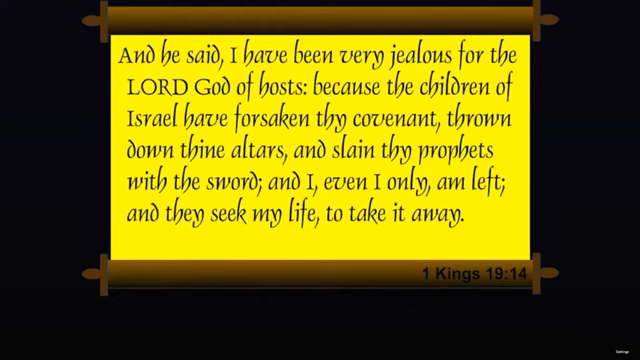 And he said, I have been very jealous for the
LORD God of hosts: because the children of
Israel have forsaken thy covenant, thrown
down thine altars, and slain thy prophets
with the sword; and I, even I only, am left;
and they seek my life, to take it away.
1 Kings 19:14
Settings